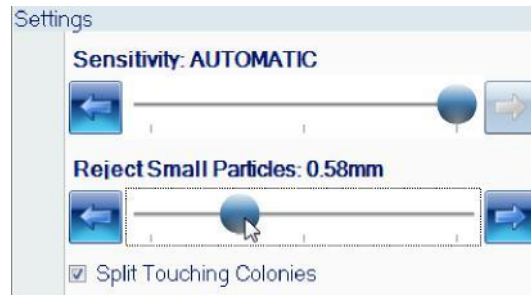 Settings
Sensitivity: AUTOMATIC
Reject Small Particles: 0.58mm
Split Touching Colonies